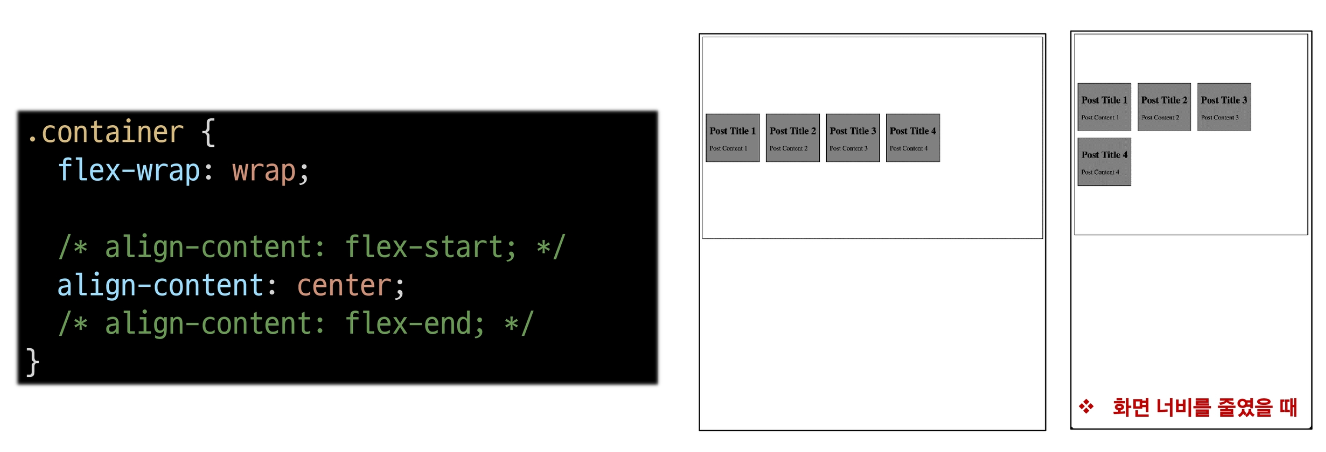 .container {
flex-wrap: wrap;
/* align-content: flex-start; */
align-content: center;
/* align-content: flex-end; */
}
Post Title 1 Post Title 2 Post Title 3 Post Title 4
Post Content 1 Post Content 2 Post Content 3 Post Content 4
Post Title 1 Post Title 2 Post Title 3
Post Content 1 Post Content 2 Post Content 3
Post Title 4
Post Content 4
❖ 화면 너비를 줄였을 때